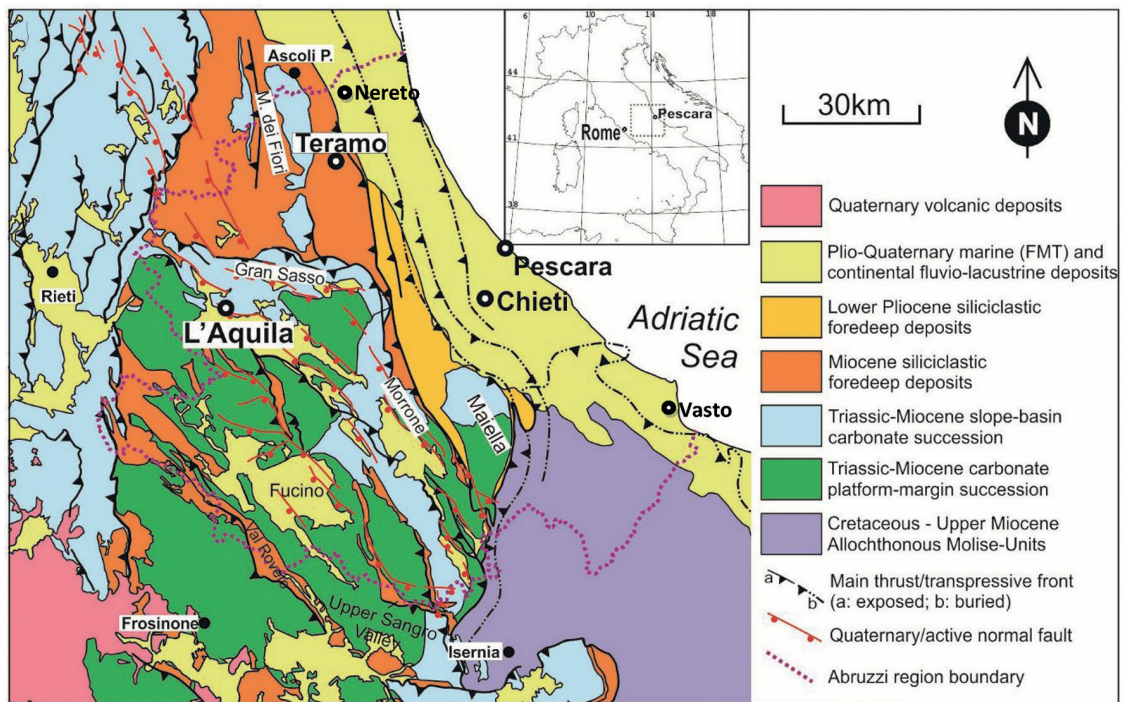 6
10
14
18
44
41
38
Pescara
Rome
Ascoli P.
Nereto
M. dei Fiori
Teramo
30km
N
Rieti
Gran Sasso
L'Aquila
Pescara
Chieti
Adriatic
Sea
Morrone
Maiella
Vasto
Fucino
Val Roveto
Upper Sangro
Valley
Frosinone
Isernia
Quaternary volcanic deposits
Plio-Quaternary marine (FMT) and
continental fluvio-lacustrine deposits
Lower Pliocene siliciclastic
foredeep deposits
Miocene siliciclastic
foredeep deposits
Triassic-Miocene slope-basin
carbonate succession
Triassic-Miocene carbonate
platform-margin succession
Cretaceous - Upper Miocene
Allochthonous Molise-Units
a
b
Main thrust/transpressive front
(a: exposed; b: buried)
Quaternary/active normal fault
Abruzzi region boundary